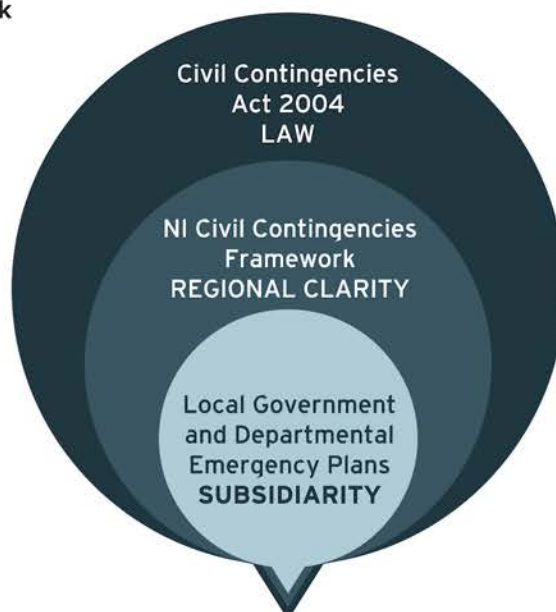 k
Civil Contingencies
Act 2004
LAW
NI Civil Contingencies
Framework
REGIONAL CLARITY
Local Government
and Departmental
Emergency Plans
SUBSIDIARITY